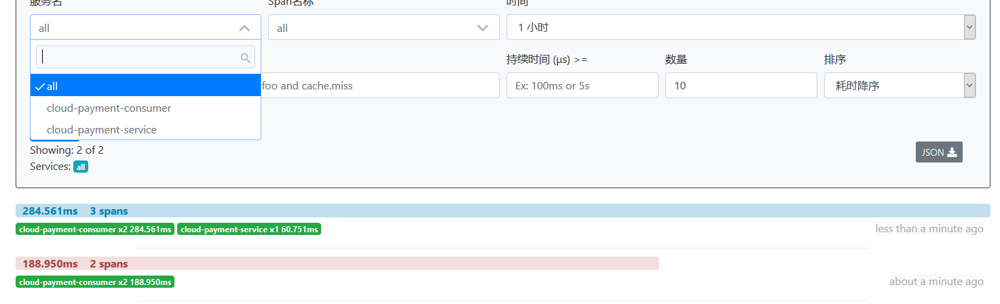 服务名 Span名称 时间
all all 1 小时
持续时间 (μs) >= 数量 排序
all foo and cache.miss Ex: 100ms or 5s 10 耗时降序
cloud-payment-consumer
cloud-payment-service
Showing: 2 of 2 JSON
Services: all
284.561ms 3 spans
cloud-payment-consumer x2 284.561ms cloud-payment-service x1 60.751ms less than a minute ago
188.950ms 2 spans
cloud-payment-consumer x2 188.950ms about a minute ago